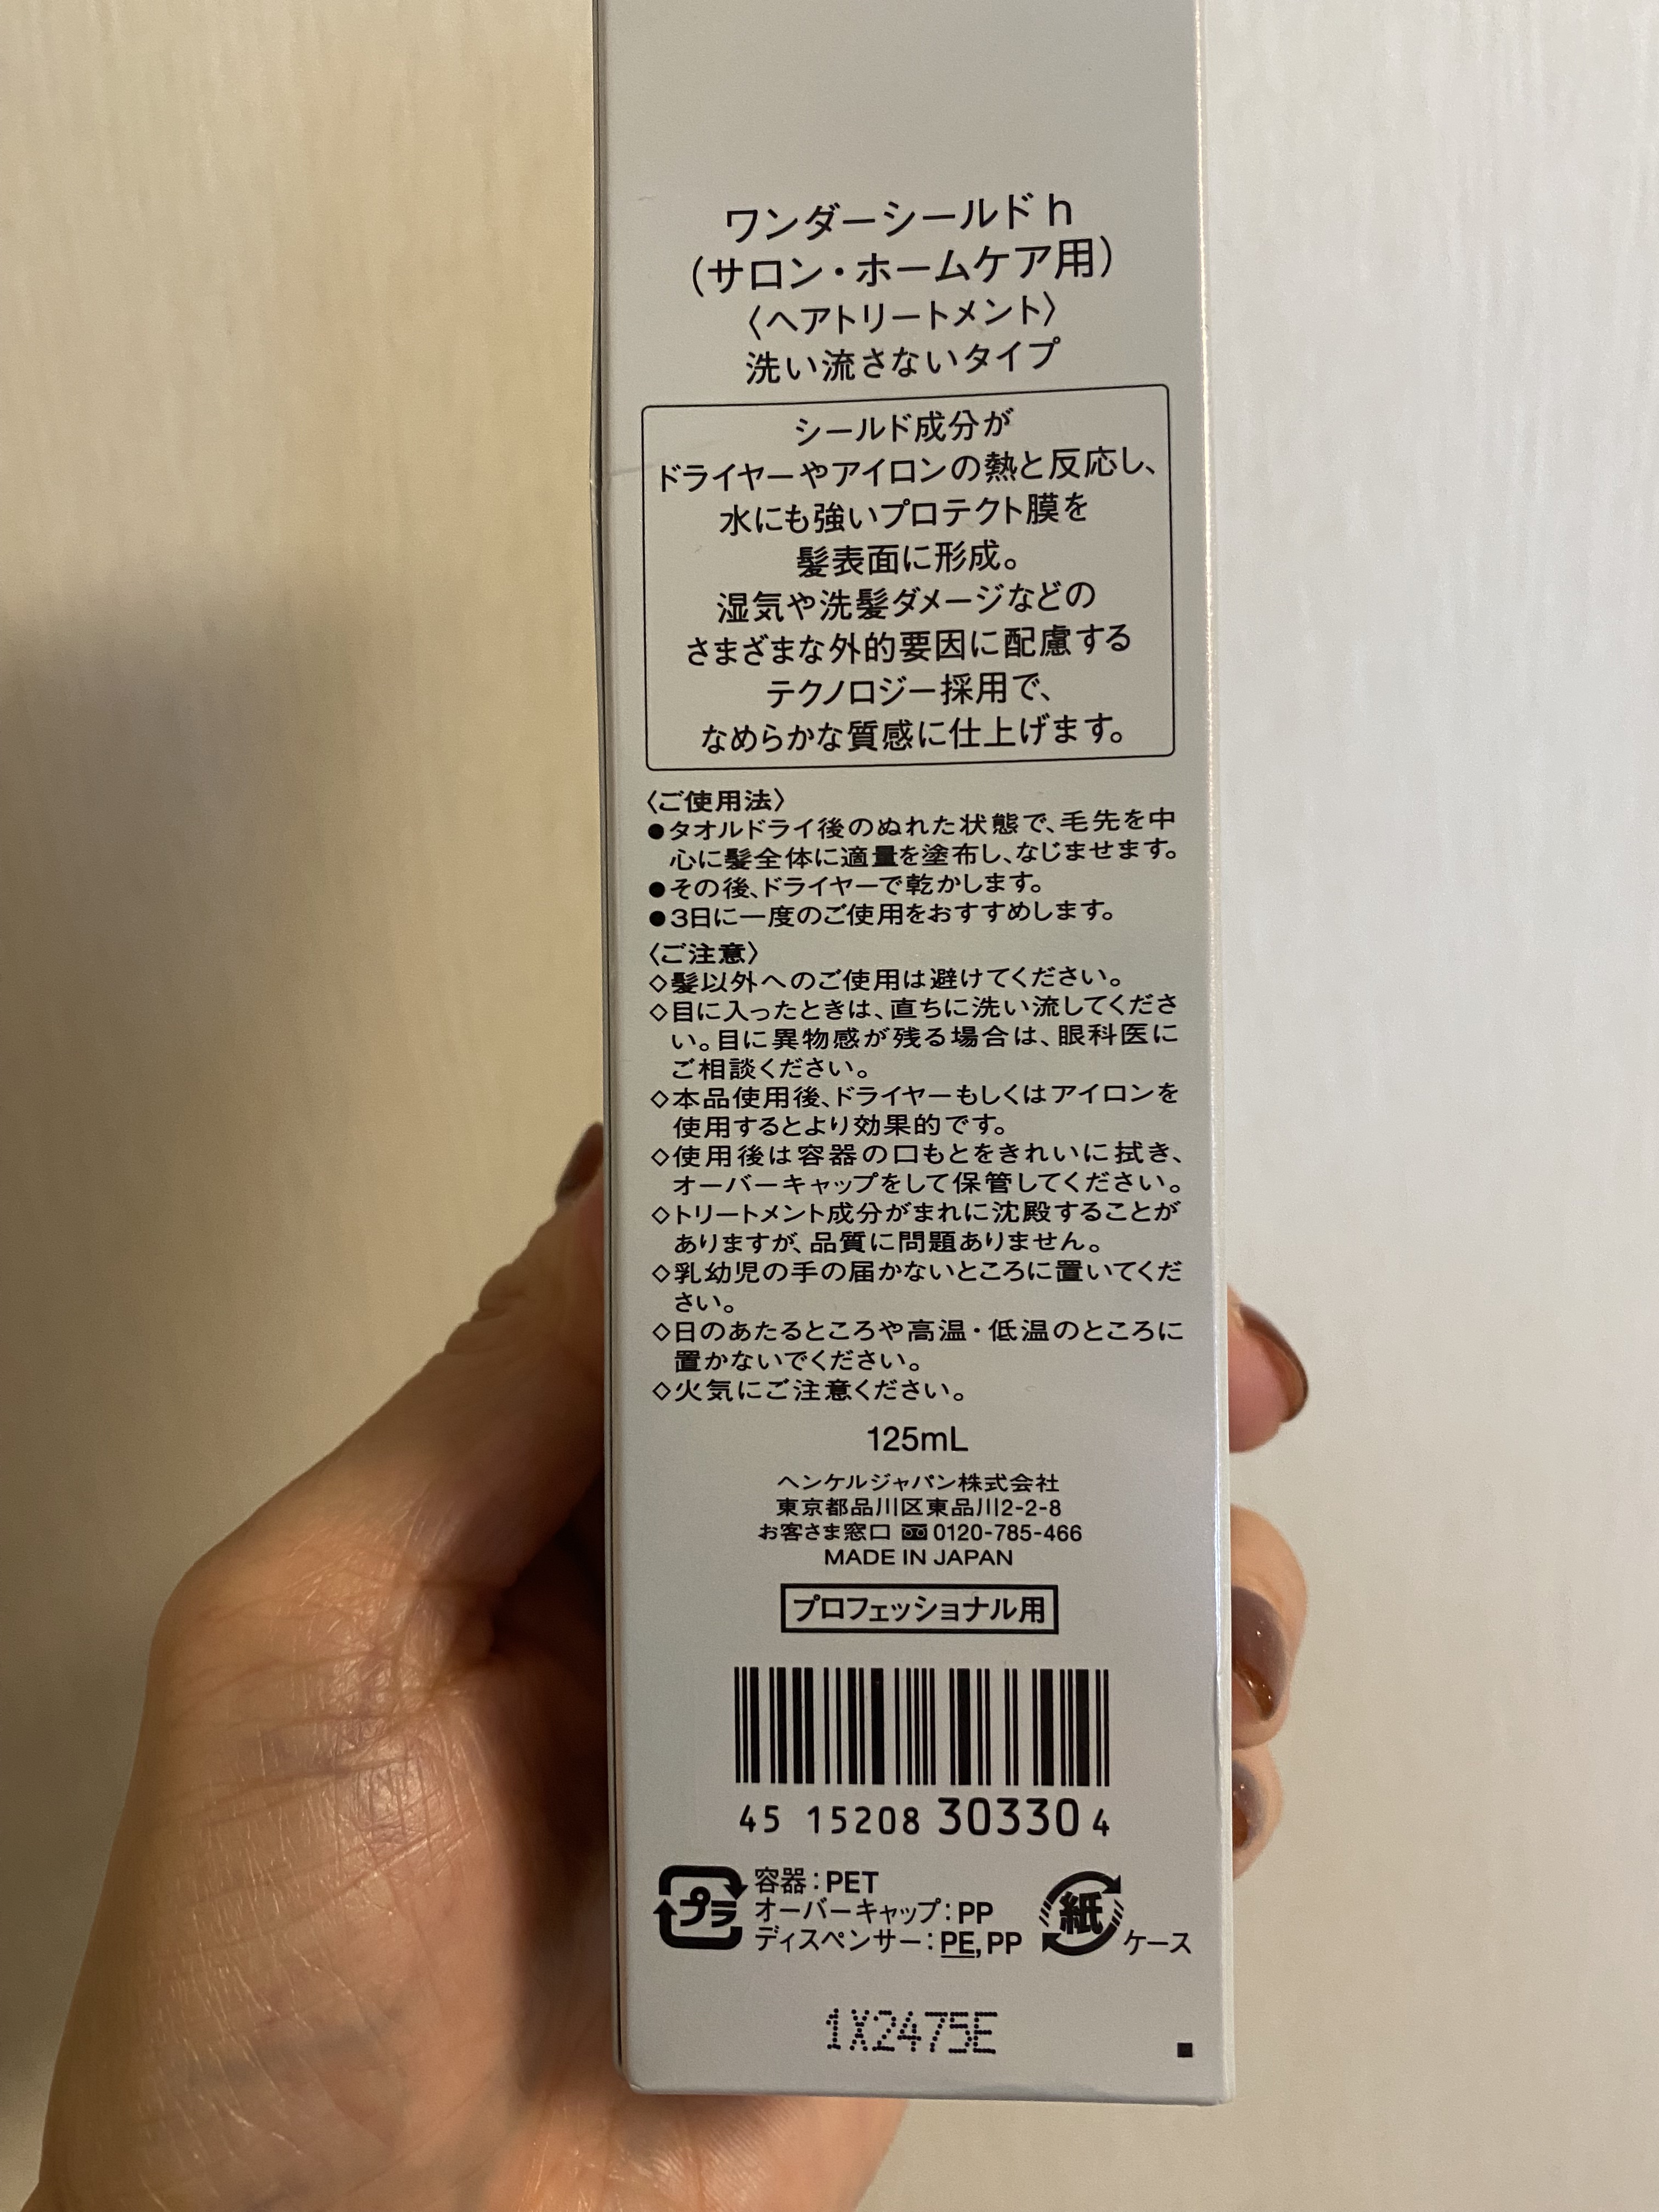 ワンダーシールド h
(サロン・ホームケア用)
〈ヘアトリートメント〉
洗い流さないタイプ
シールド成分が
ドライヤーやアイロンの熱と反応し、
水にも強いプロテクト膜を
髪表面に形成。
湿気や洗髪ダメージなどの
さまざまな外的要因に配慮する
テクノロジー採用で、
なめらかな質感に仕上げます。
〈ご使用法〉
●タオルドライ後のぬれた状態で、毛先を中
心に髪全体に適量を塗布し、なじませます。
●その後、ドライヤーで乾かします。
●3日に一度のご使用をおすすめします。
〈ご注意〉
◇髪以外へのご使用は避けてください。
◇目に入ったときは、直ちに洗い流してくださ
い。目に異物感が残る場合は、眼科医に
ご相談ください。
◇本品使用後、ドライヤーもしくはアイロンを
使用するとより効果的です。
◇使用後は容器の口もとをきれいに拭き、
オーバーキャップをして保管してください。
◇トリートメント成分がまれに沈殿することが
ありますが、品質に問題ありません。
◇乳幼児の手の届かないところに置いてくだ
さい。
◇日のあたるところや高温・低温のところに
置かないでください。
◇火気にご注意ください。
125mL
ヘンケルジャパン株式会社
東京都品川区東品川2-2-8
お客さま窓口 0120-785-466
MADE IN JAPAN
プロフェッショナル用
45 15208 30330 4
プラ
容器:PET
オーバーキャップ:PP
ディスペンサー:PE,PP
紙
ケース
1X2475E